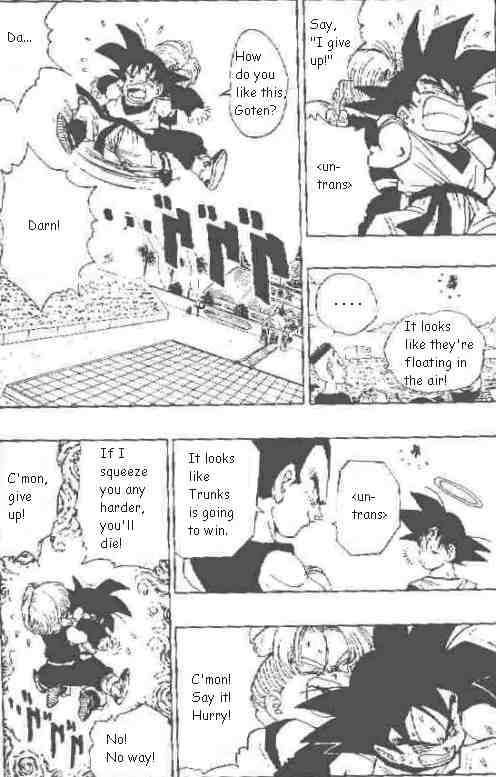 Say,
"I give
up!"
<un-
trans>
....
It looks
like they're
floating in
the air!
How
do you
like this,
Goten?
Da...
Darn!
<un-
trans>
It looks
like
Trunks
is going
to win.
C'mon!
Say it!
Hurry!
If I
squeeze
you any
harder,
you'll
die!
C'mon,
give
up!
No!
No way!